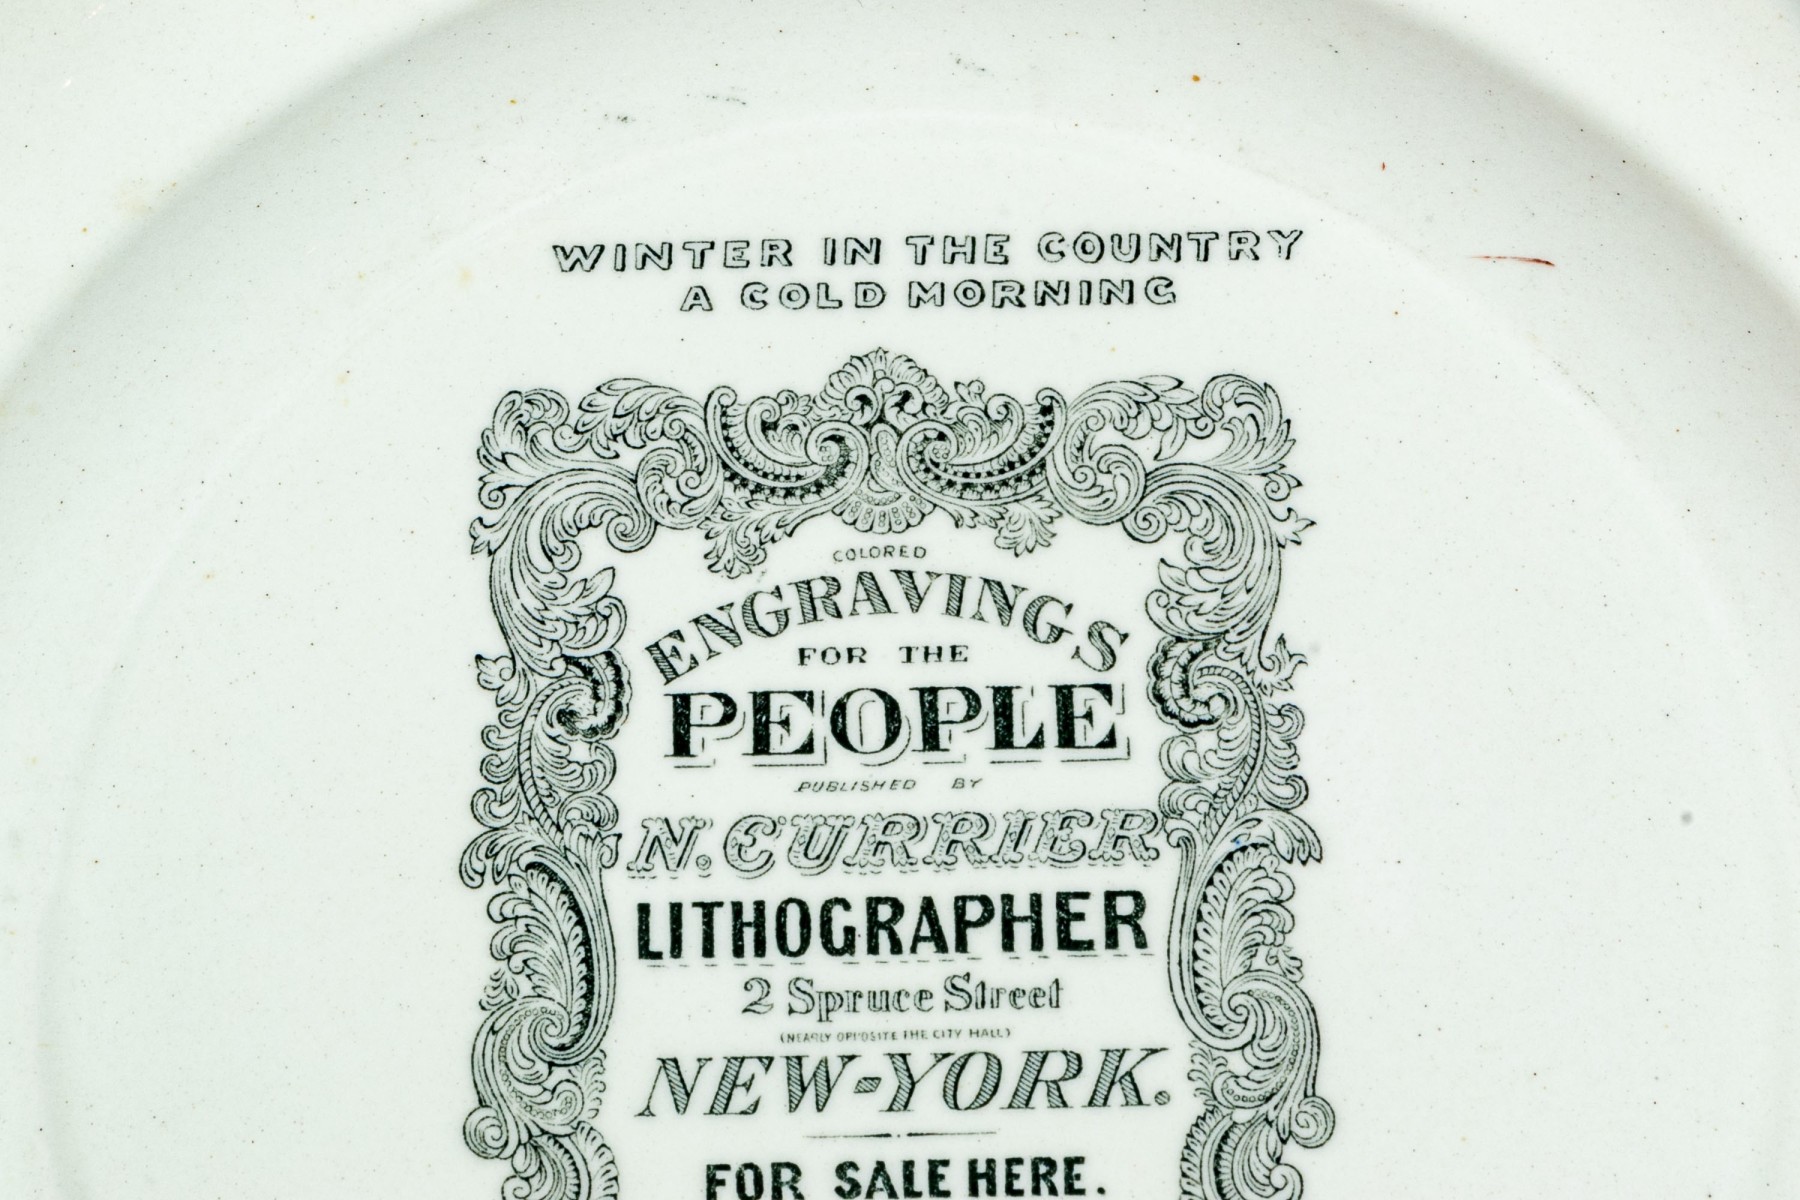 WINTER IN THE COUNTRY
A COLD MORNING
COLORED
ENGRAVINGS
FOR THE
PEOPLE
PUBLISHED BY
N. CURRIER
LITHOGRAPHER
2 Spruce Street
(NEARLY OPPOSITE THE CITY HALL)
NEW-YORK.
FOR SALE HERE.